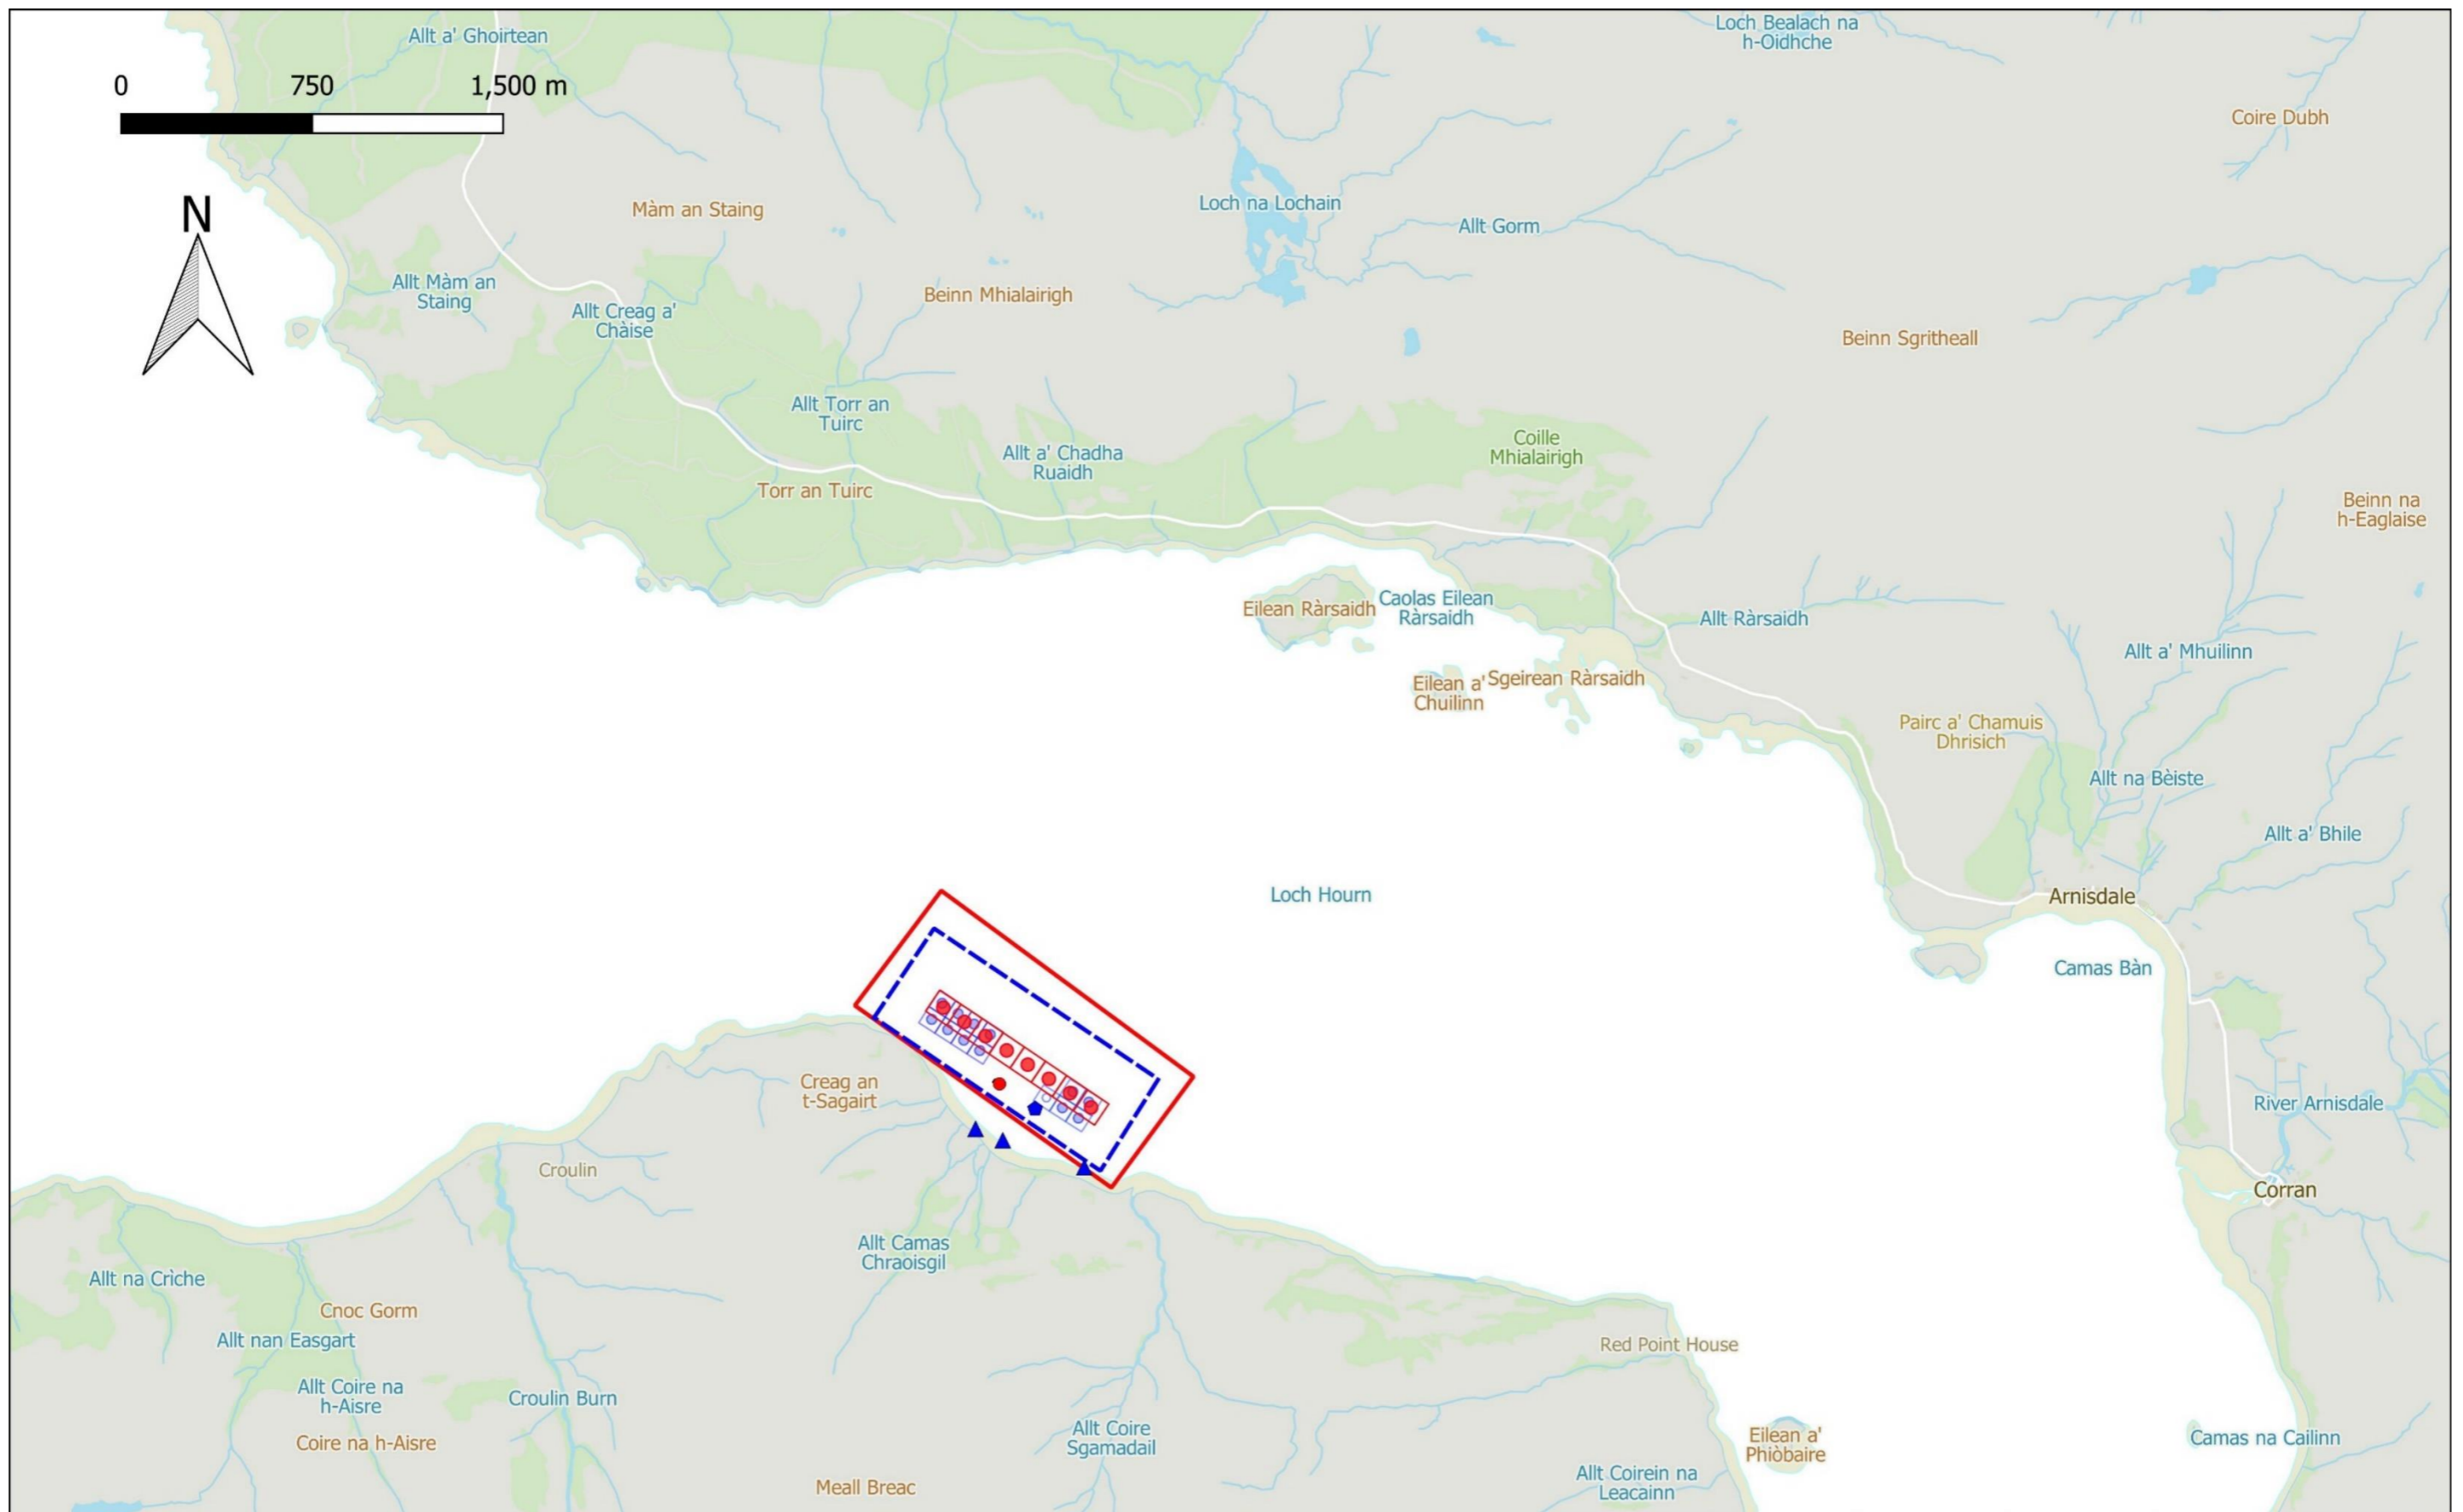 Allt a' Ghoirtean
Loch Bealach na
h-Oidhche
0 750 1,500 m
Coire Dubh
N
Màm an Staing
Loch na Lochain
Allt Gorm
Allt Màm an
Staing
Allt Creag a'
Chàise
Beinn Mhialairigh
Beinn Sgritheall
Allt Torr an
Tuirc
Allt a' Chadha
Ruaidh
Coille
Mhialairigh
Torr an Tuirc
Beinn na
h-Eaglaise
Eilean Ràrsaidh
Caolas Eilean
Ràrsaidh
Allt Ràrsaidh
Allt a' Mhuilinn
Eilean a'
Chuilinn
Sgeirean Ràrsaidh
Pairc a' Chamuis
Dhrisich
Allt na Bèiste
Allt a' Bhile
Loch Hourn
Arnisdale
Camas Bàn
Creag an
t-Sagairt
River Arnisdale
Croulin
Corran
Allt Camas
Chraoisgil
Allt na Crìche
Cnoc Gorm
Allt nan Easgart
Red Point House
Allt Coire na
h-Aisre
Croulin Burn
Coire na h-Aisre
Allt Coire
Sgamadail
Eilean a'
Phiòbaire
Camas na Cailinn
Meall Breac
Allt Coirein na
Leacainn